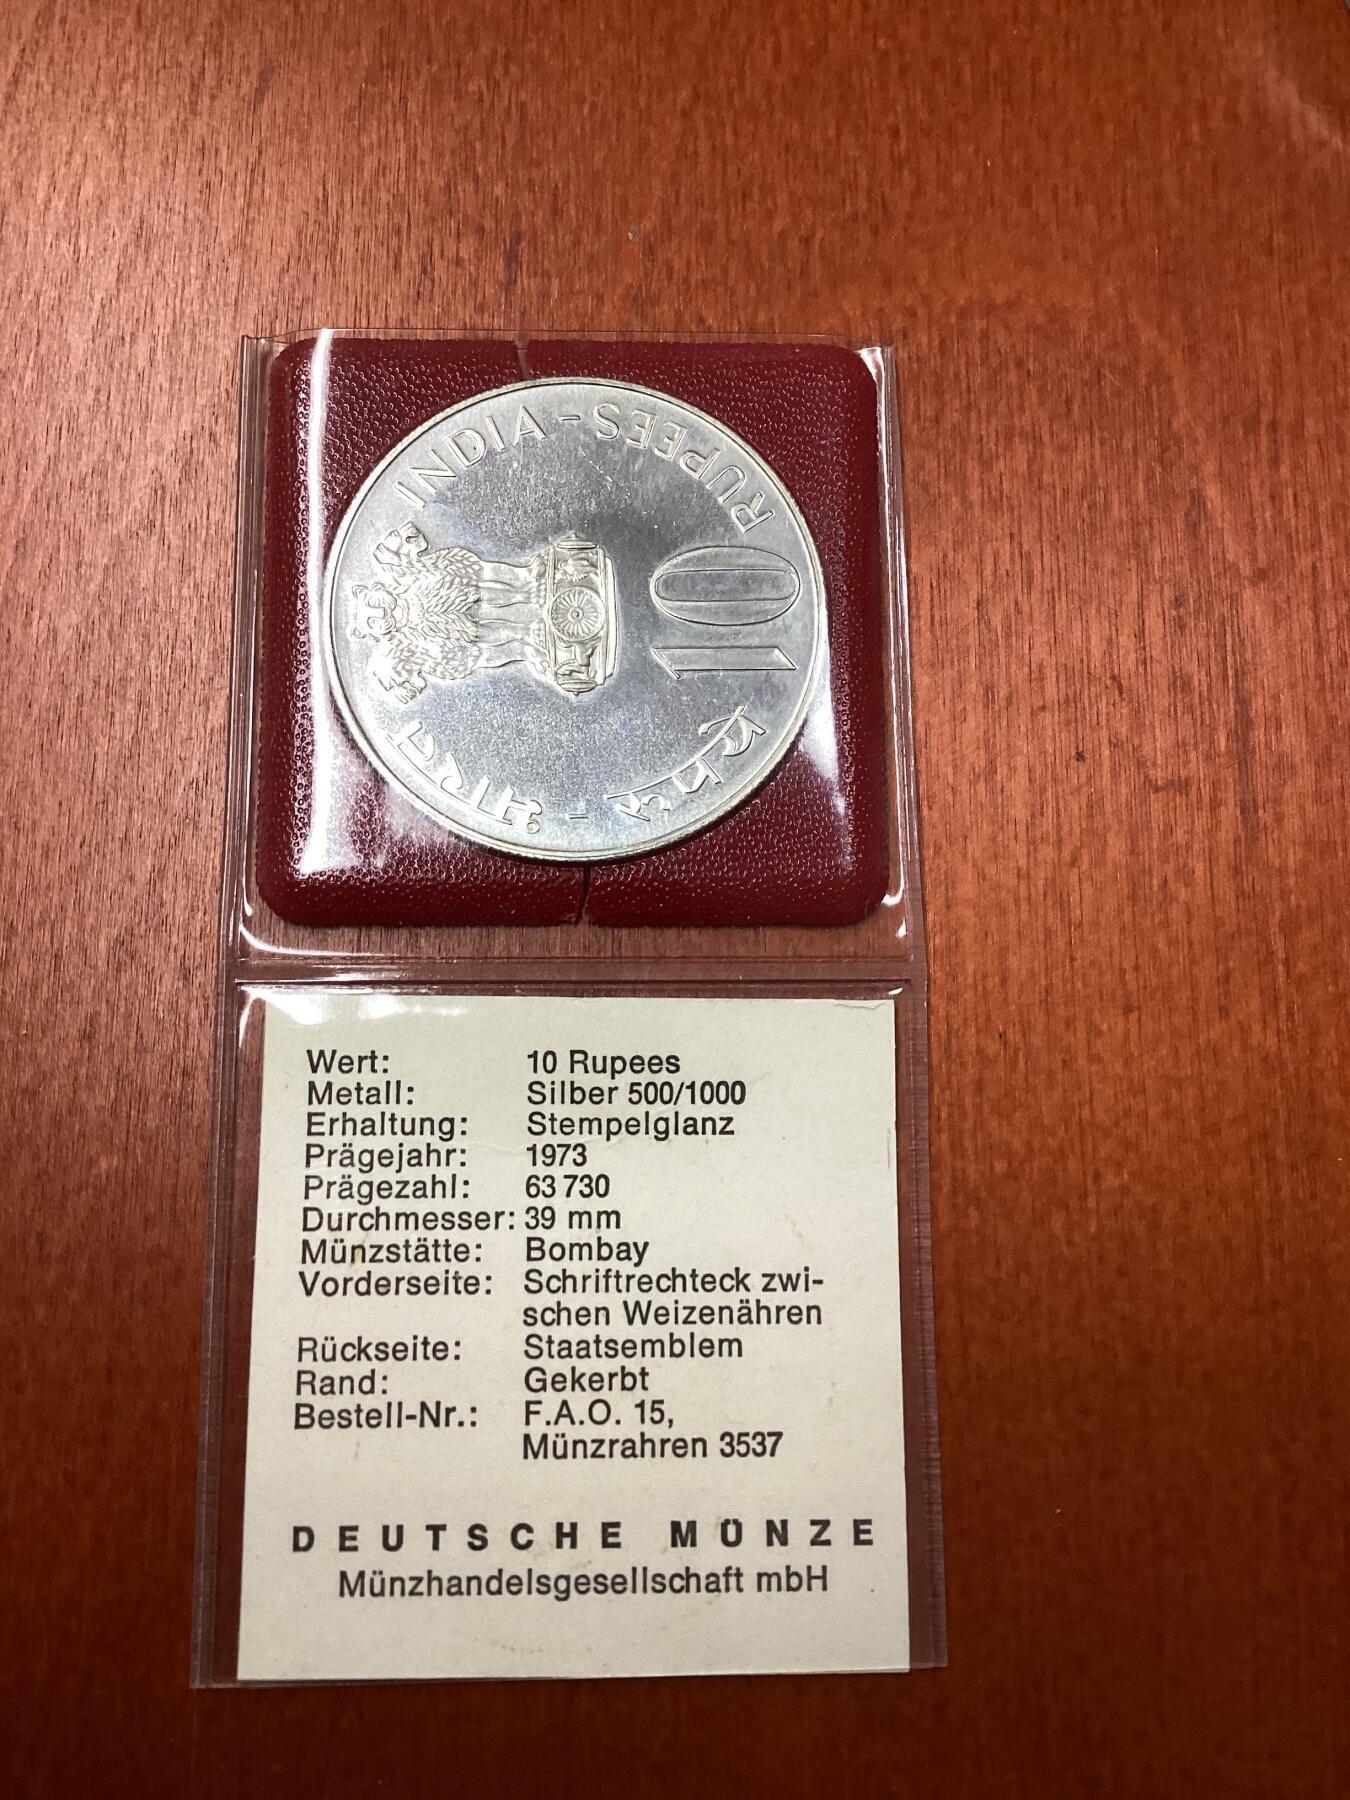 भारत - रुपये
INDIA - RUPEES
10
Wert: 10 Rupees
Metall: Silber 500/1000
Erhaltung: Stempelglanz
Prägejahr: 1973
Prägezahl: 63 730
Durchmesser: 39 mm
Münzstätte: Bombay
Vorderseite: Schriftrechteck zwi-
schen Weizenähren
Rückseite: Staatsemblem
Rand: Gekerbt
Bestell-Nr.: F.A.O. 15,
Münzrahren 3537
DEUTSCHE MÜNZE
Münzhandelsgesellschaft mbH